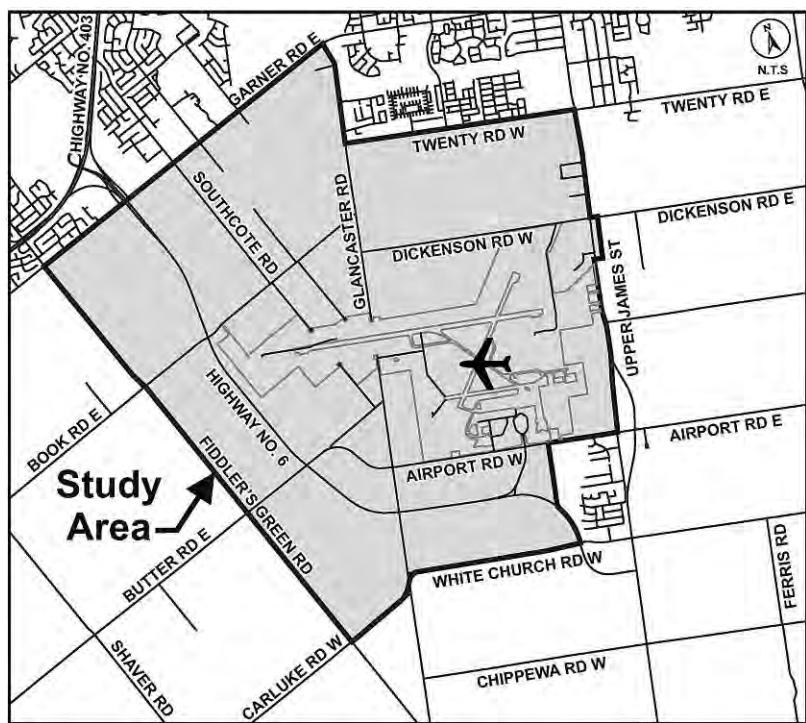 HIGHWAY NO. 403
GARNER RD E
N
N.T.S
TWENTY RD E
TWENTY RD W
SOUTHCOTE RD
GLANCASTER RD
DICKENSON RD E
DICKENSON RD W
UPPER JAMES ST
HIGHWAY NO. 6
BOOK RD E
FIDDLER'S GREEN RD
AIRPORT RD E
AIRPORT RD W
Study
Area
BUTTER RD E
WHITE CHURCH RD W
FERRIS RD
SHAVER RD
CARLUKE RD W
CHIPPEWA RD W